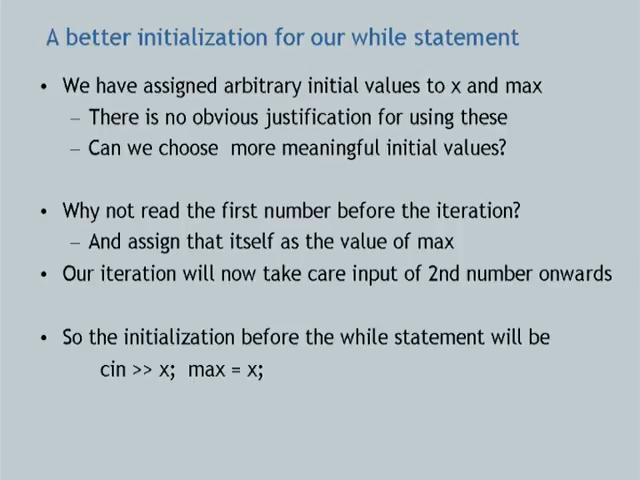 A better initialization for our while statement
• We have assigned arbitrary initial values to x and max
– There is no obvious justification for using these
– Can we choose more meaningful initial values?
• Why not read the first number before the iteration?
– And assign that itself as the value of max
• Our iteration will now take care input of 2nd number onwards
• So the initialization before the while statement will be
cin >> x; max = x;